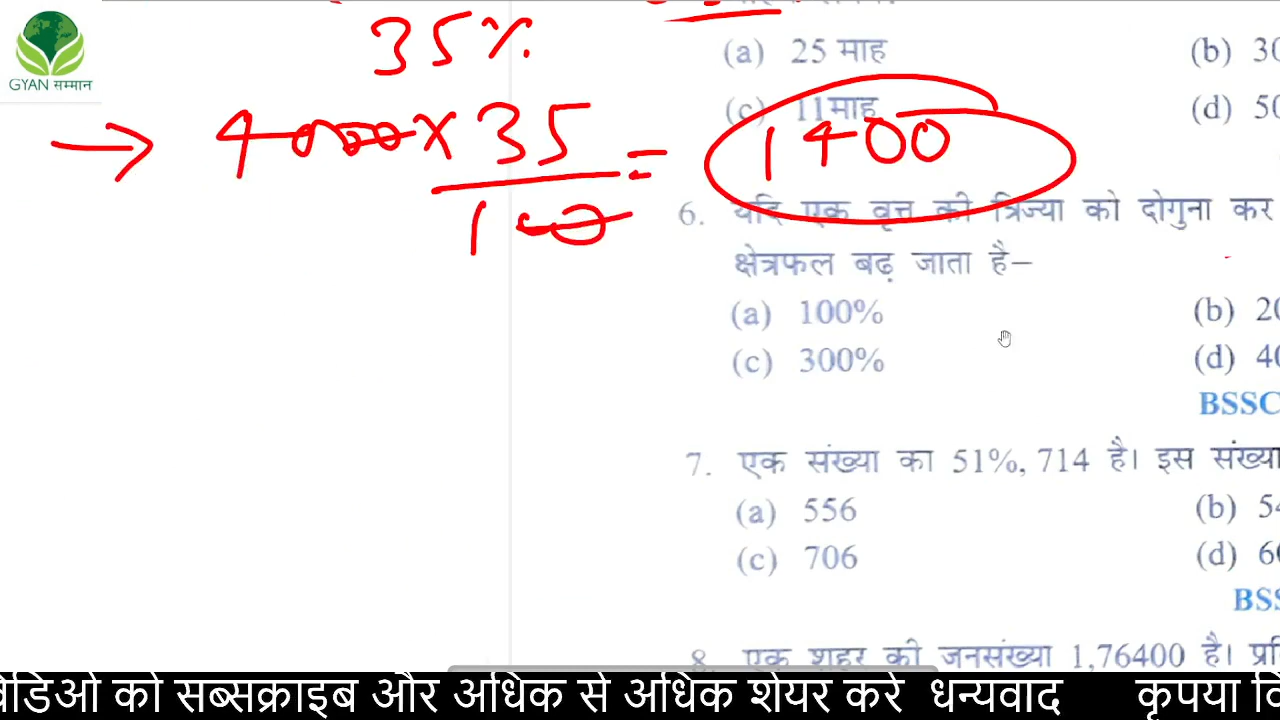 GYAN सम्मान
35%
→ 4000 x 35 = 1400
100
(a) 25 माह
(b) 30
(c) 11माह
(d) 50
6. यदि एक वृत्त की त्रिज्या को दोगुना कर
क्षेत्रफल बढ़ जाता है–
(a) 100%
(b) 20
(c) 300%
(d) 40
BSSC
7. एक संख्या का 51%, 714 है। इस संख्या
(a) 556
(b) 54
(c) 706
(d) 60
BSS
8. एक शहर की जनसंख्या 1,76400 है। प्रति
वेडिओ को सब्सक्राइब और अधिक से अधिक शेयर करे धन्यवाद कृपया वि